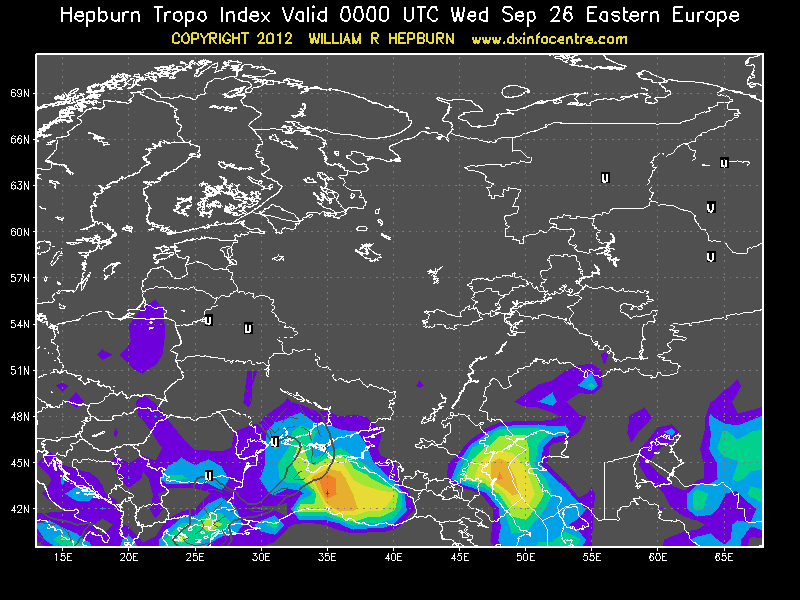 Hepburn Tropo Index Valid 0000 UTC Wed Sep 26 Eastern Europe
COPYRIGHT 2012 WILLIAM R HEPBURN www.dxinfocentre.com
69N
66N
U
63N
U
V
60N
V
57N
54N
U
U
51N
48N
U
45N
U
42N
15E 20E 25E 30E 35E 40E 45E 50E 55E 60E 65E